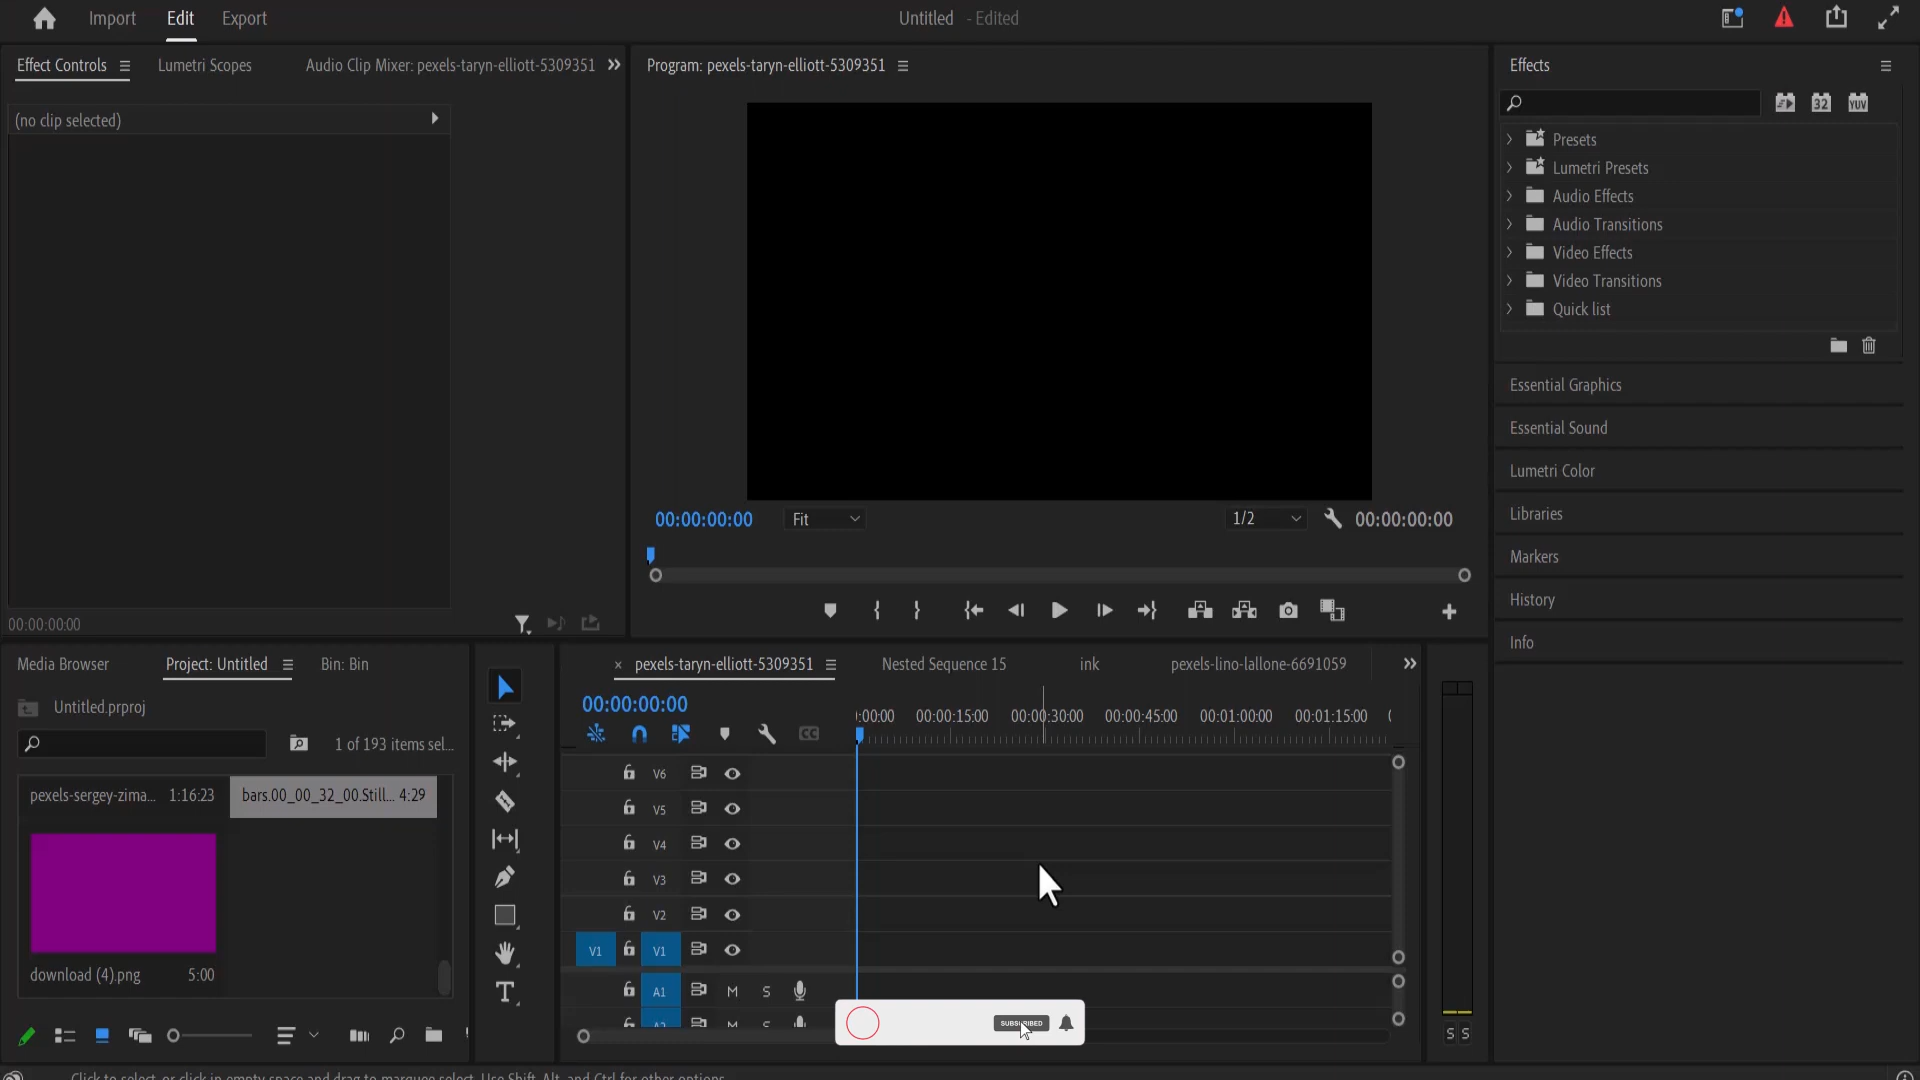 Import Edit Export Untitled - Edited
Effect Controls Lumetri Scopes Audio Clip Mixer: pexels-taryn-elliott-5309351
(no clip selected)
00:00:00:00
Program: pexels-taryn-elliott-5309351
00:00:00:00 Fit 1/2 00:00:00:00
Effects
32 YUV
Presets
Lumetri Presets
Audio Effects
Audio Transitions
Video Effects
Video Transitions
Quick list
Essential Graphics
Essential Sound
Lumetri Color
Libraries
Markers
History
Info
Media Browser Project: Untitled Bin: Bin
Untitled.prproj
1 of 193 items sel...
pexels-sergey-zima... 1:16:23 bars.00_00_32_00.Still... 4:29
download (4).png 5:00
pexels-taryn-elliott-5309351 Nested Sequence 15 ink pexels-lino-lallone-6691059
00:00:00:00
:00:00 00:00:15:00 00:00:30:00 00:00:45:00 00:01:00:00 00:01:15:00
CC
V6
V5
V4
V3
V2
V1 V1
A1 M S
A2 M S
SUBSCRIBED
S S
Click to select, or click in empty space and drag to marquee select. Use Shift, Alt, and Ctrl for other options.